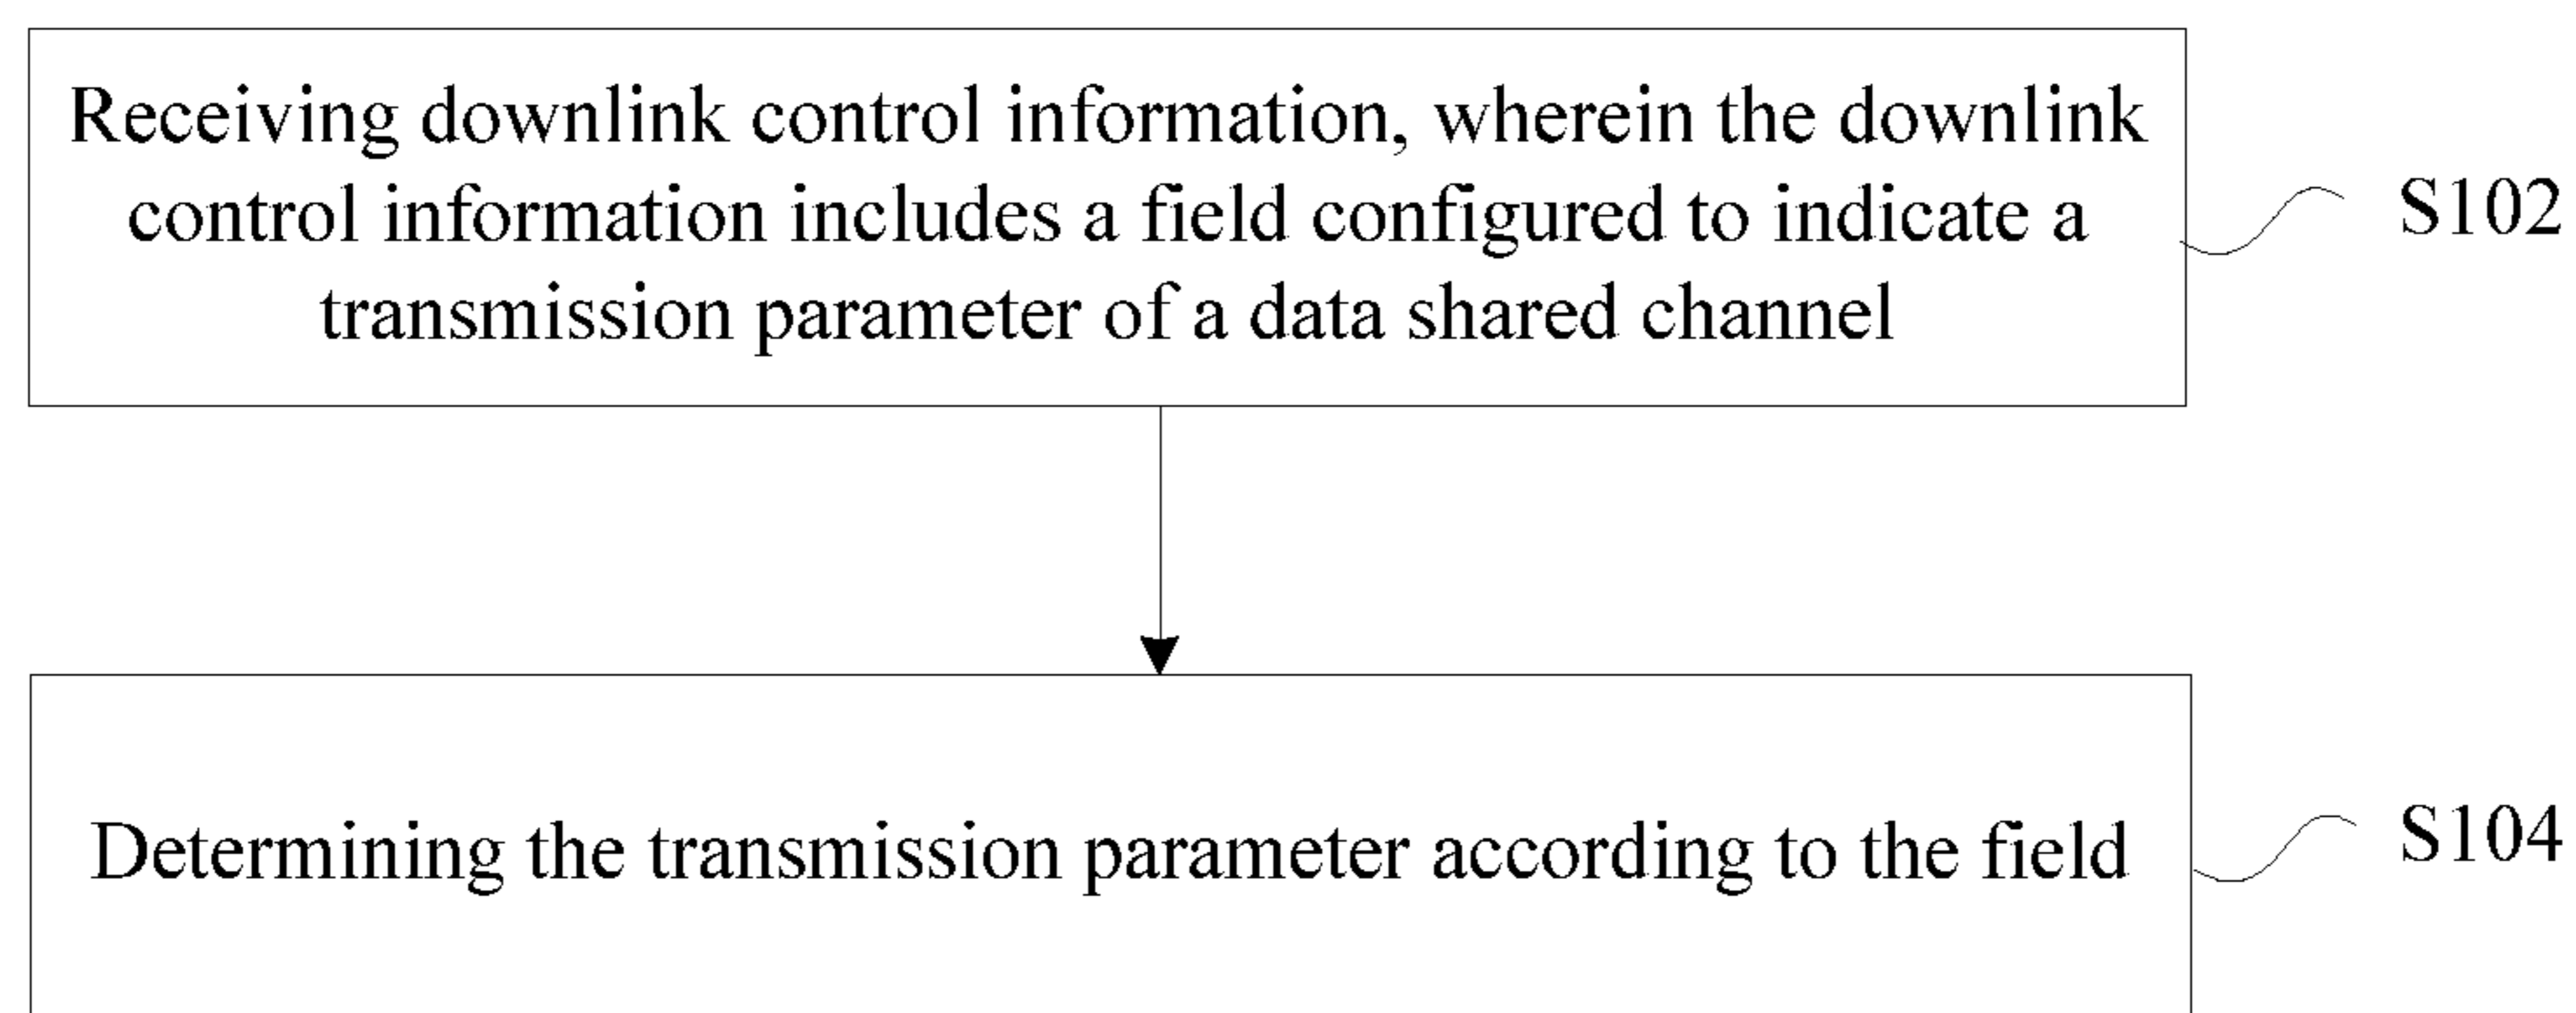 Receiving downlink control information, wherein the downlink
control information includes a field configured to indicate a
transmission parameter of a data shared channel
S102
Determining the transmission parameter according to the field
S104